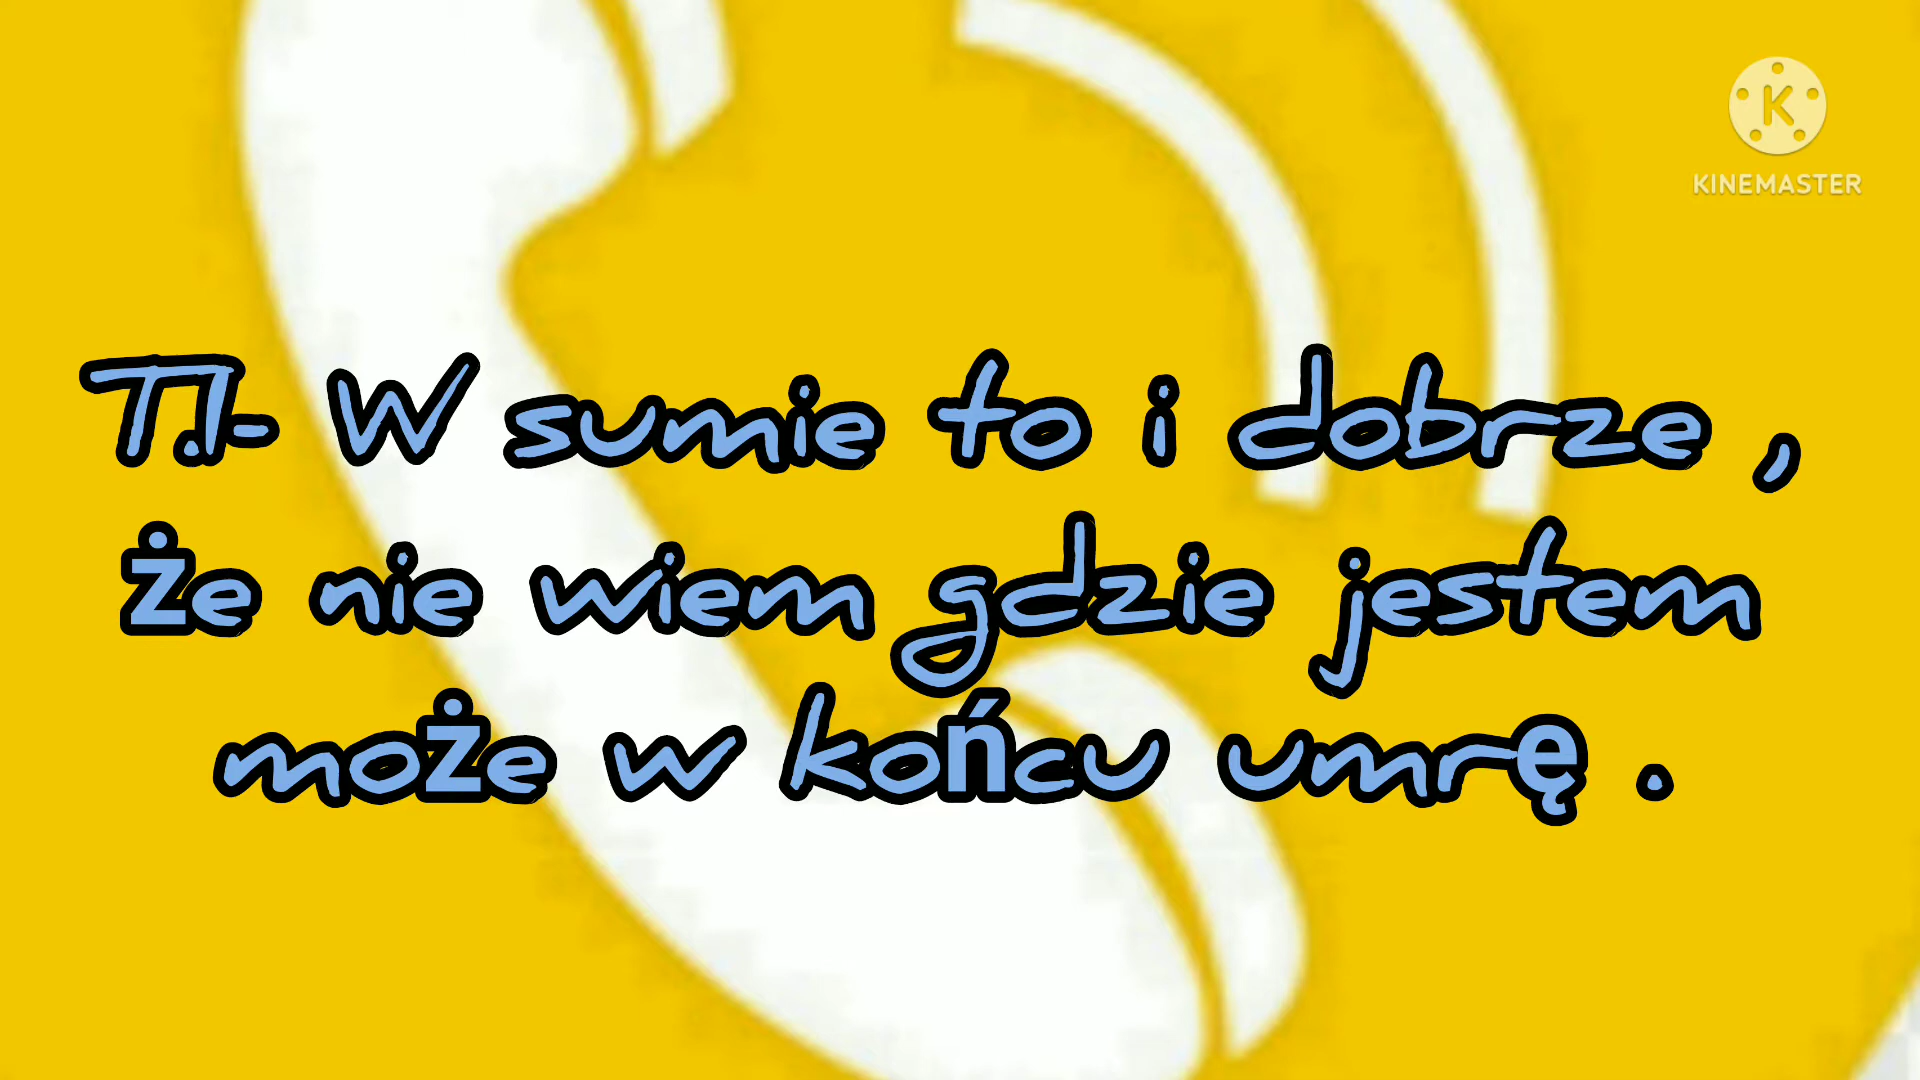 KINEMASTER
T.I- W sumie to i dobrze ,
że nie wiem gdzie jestem
może w końcu umrę .